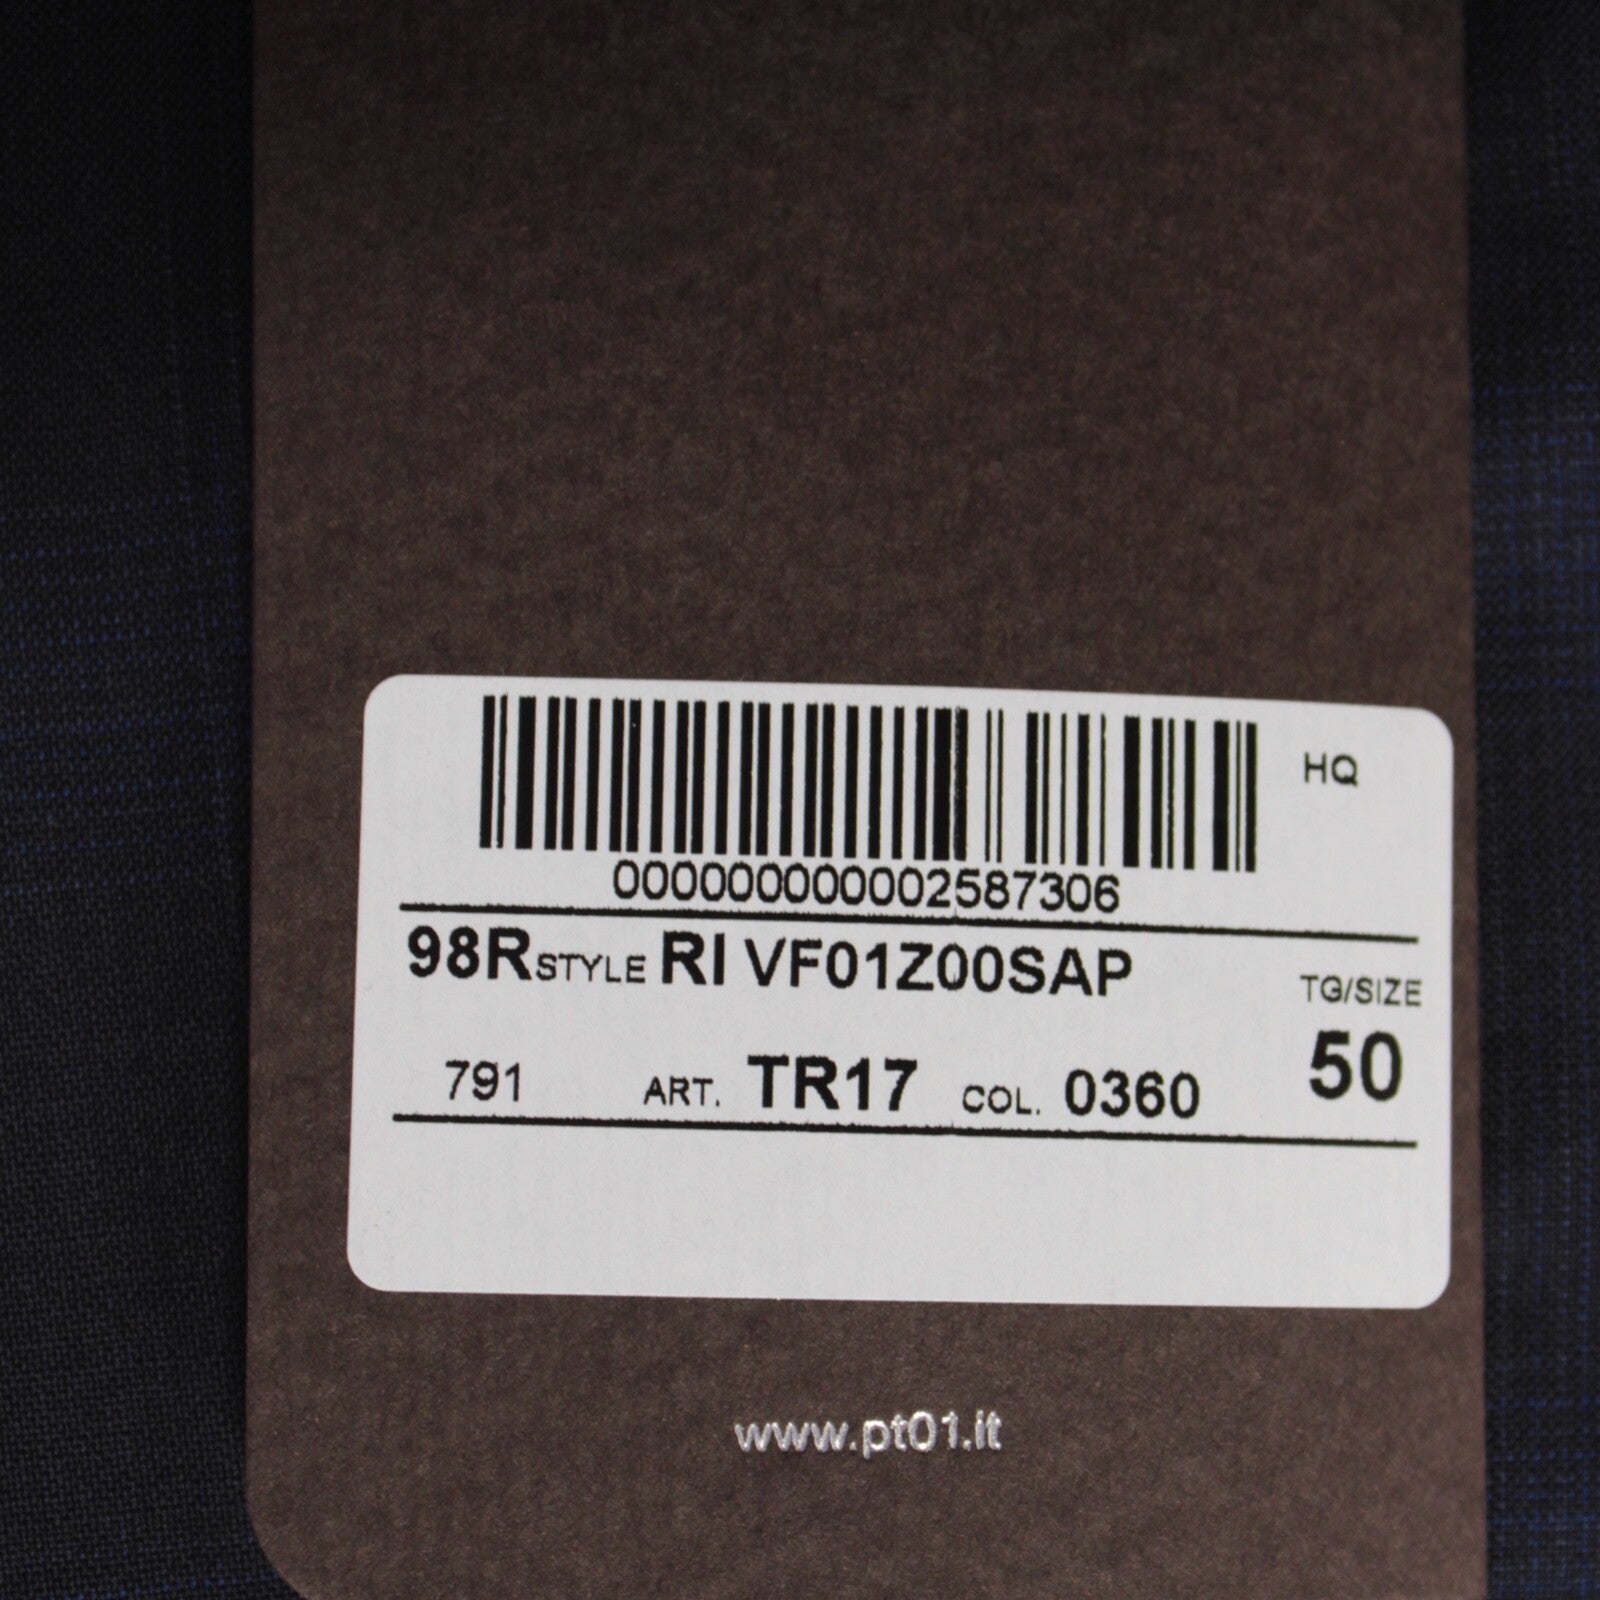 HQ
000000000002587306
98R STYLE RI VF01Z00SAP
TG/SIZE
50
791 ART. TR17 COL. 0360
www.pt01.it